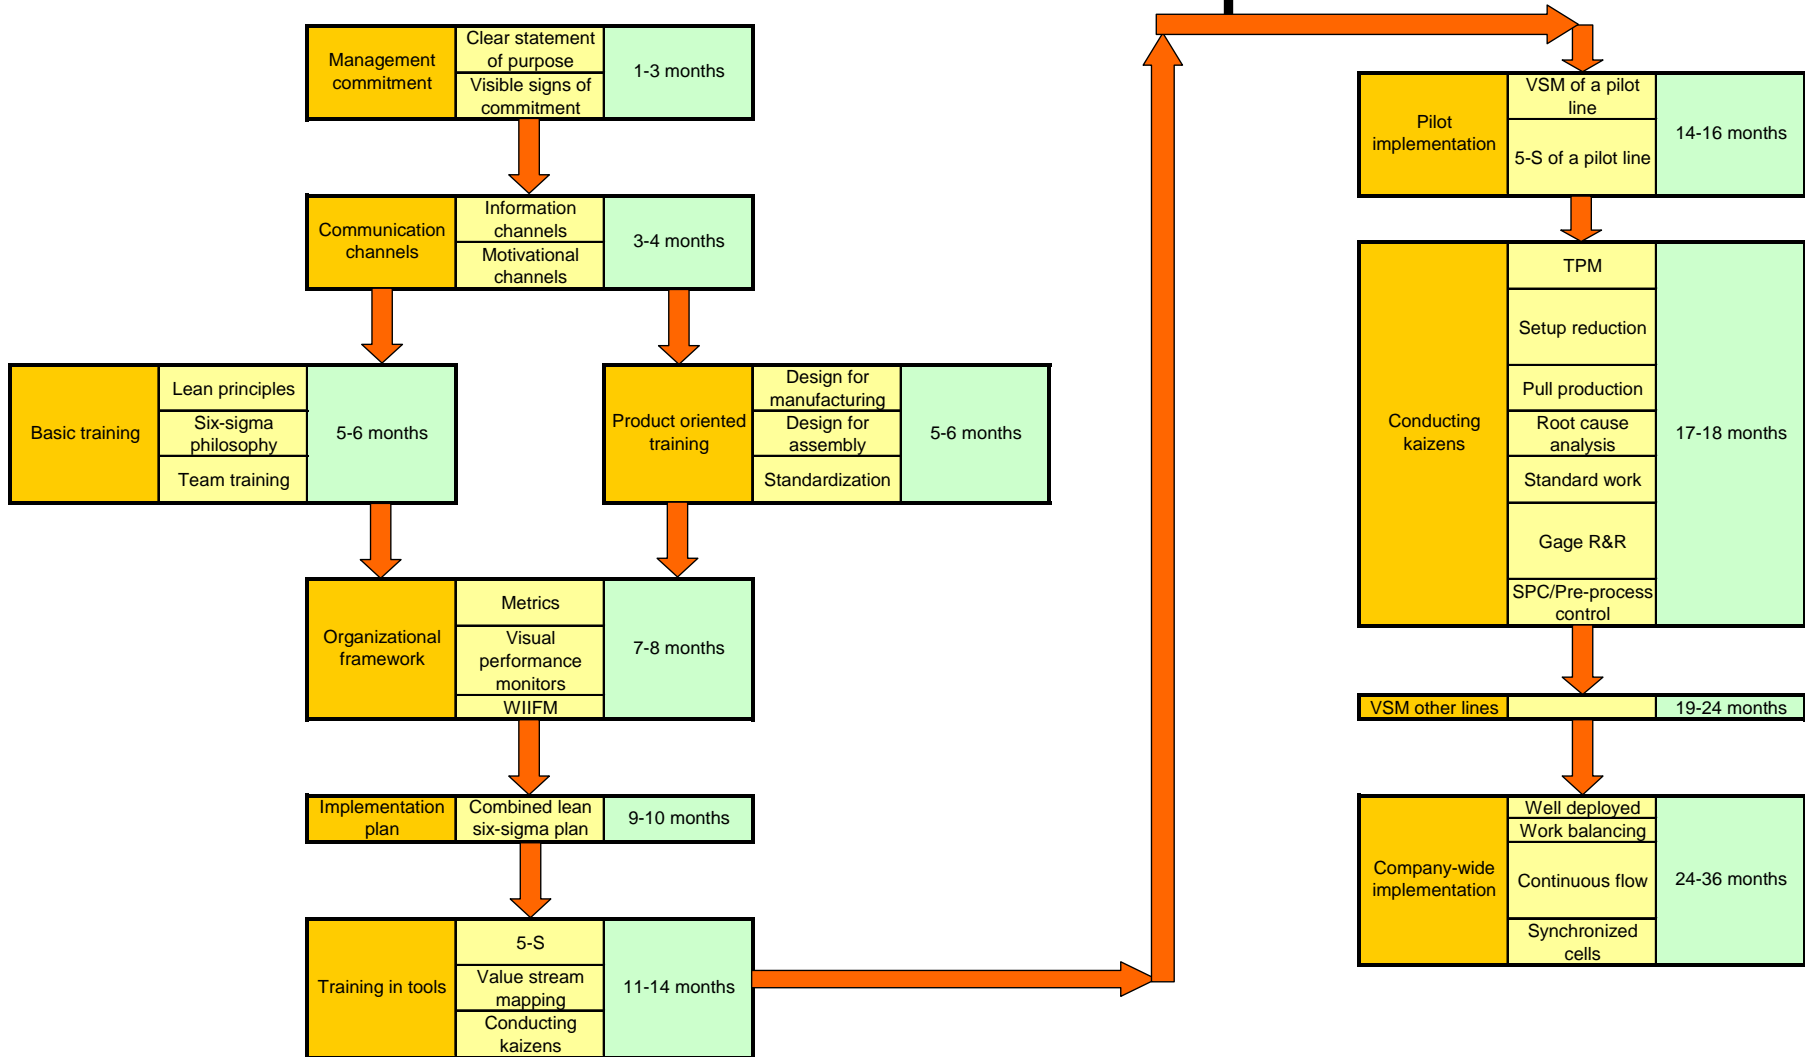 Management
commitment
Clear statement
of purpose
Visible signs of
commitment
1-3 months
Communication
channels
Information
channels
Motivational
channels
3-4 months
Basic training
Lean principles
Six-sigma
philosophy
Team training
5-6 months
Product oriented
training
Design for
manufacturing
Design for
assembly
Standardization
5-6 months
Organizational
framework
Metrics
Visual
performance
monitors
WIIFM
7-8 months
Implementation
plan
Combined lean
six-sigma plan
9-10 months
Training in tools
5-S
Value stream
mapping
Conducting
kaizens
11-14 months
Pilot
implementation
VSM of a pilot
line
5-S of a pilot line
14-16 months
Conducting
kaizens
TPM
Setup reduction
Pull production
Root cause
analysis
Standard work
Gage R&R
SPC/Pre-process
control
17-18 months
VSM other lines
19-24 months
Company-wide
implementation
Well deployed
Work balancing
Continuous flow
Synchronized
cells
24-36 months